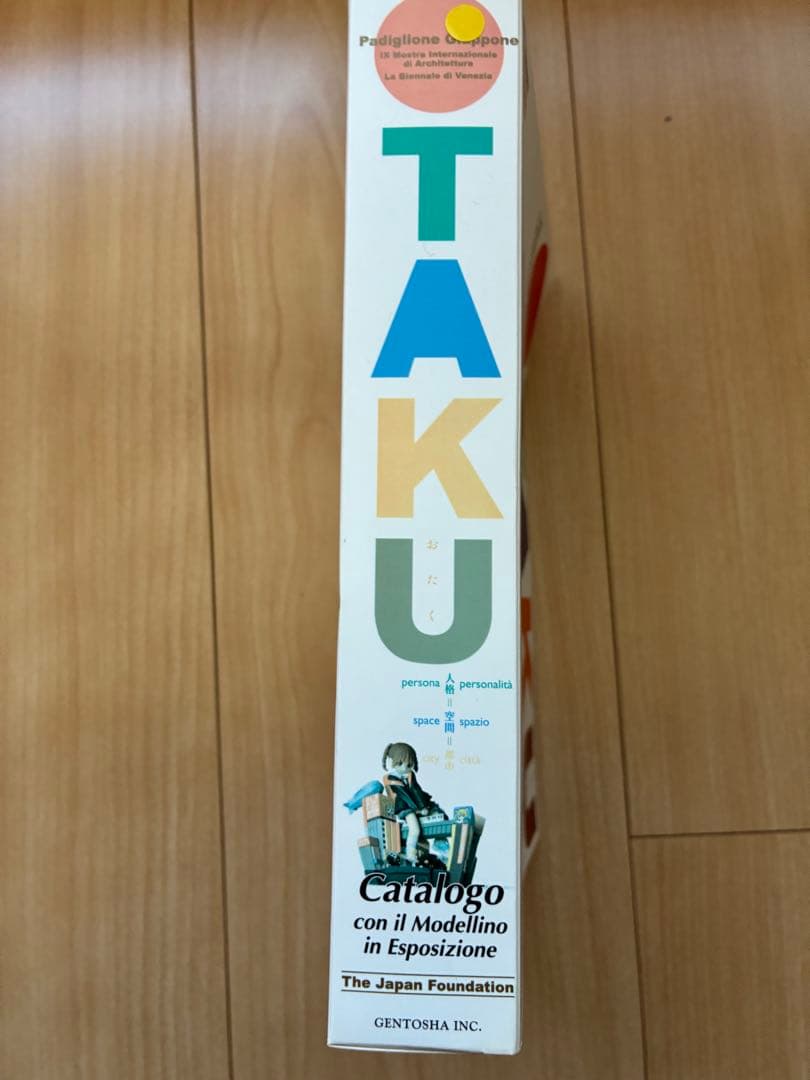 Padiglione Giappone
IX Mostra Internazionale
di Architettura
La Biennale di Venezia
OTAKU
おたく
persona 人格 personalità
=
space 空間 spazio
=
city 都市 città
Catalogo
con il Modellino
in Esposizione
The Japan Foundation
GENTOSHA INC.